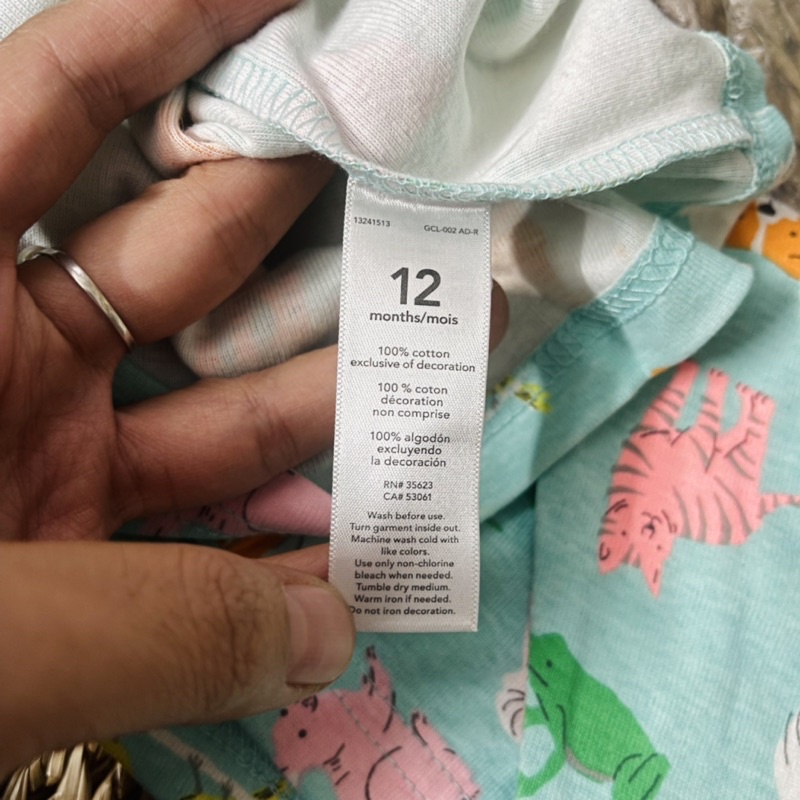 13241513 GCL-002 AD-R
12
months/mois
100% cotton
exclusive of decoration
100 % coton
décoration
non comprise
100% algodón
excluyendo
la decoración
RN# 35623
CA# 53061
Wash before use.
Turn garment inside out.
Machine wash cold with
like colors.
Use only non-chlorine
bleach when needed.
Tumble dry medium.
Warm iron if needed.
Do not iron decoration.